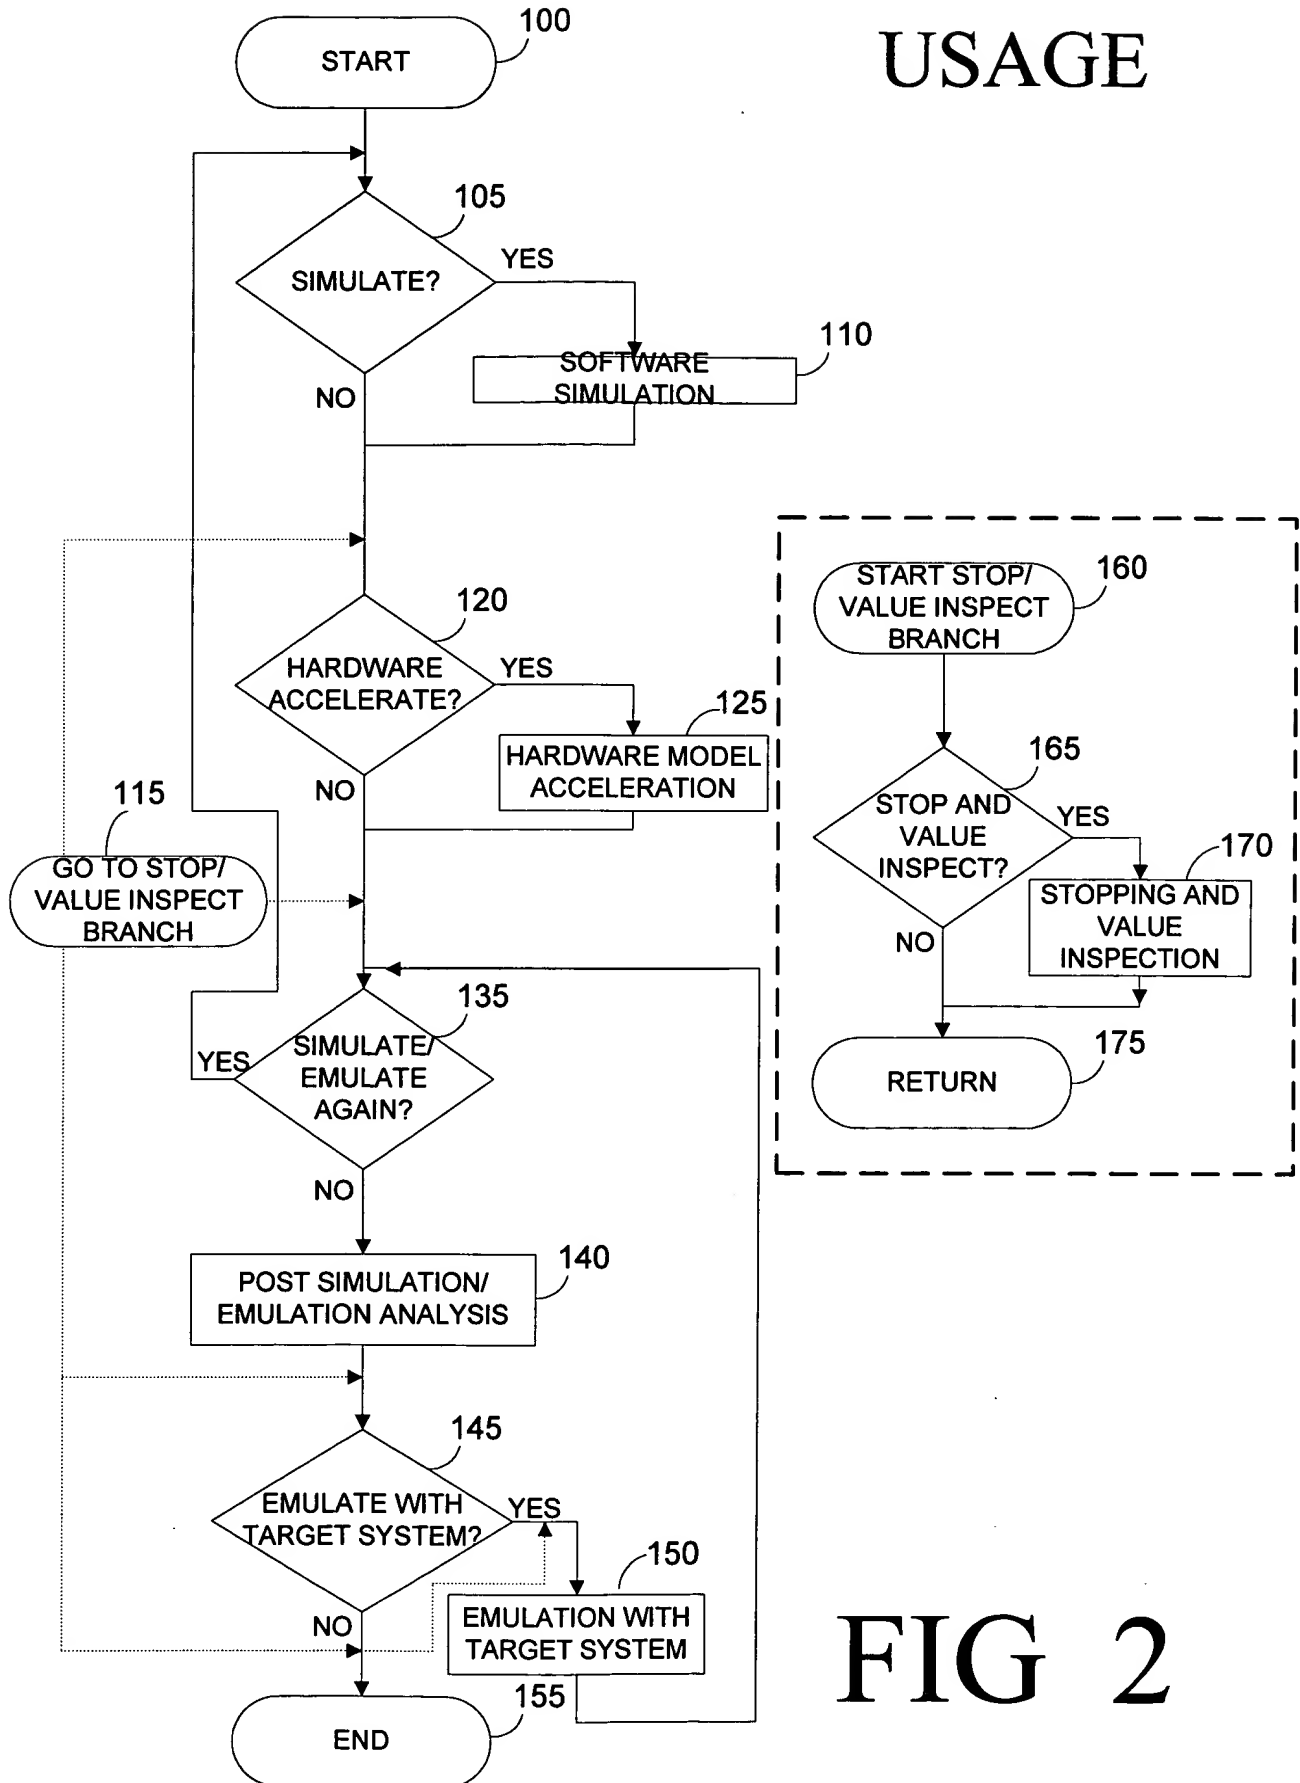 100
START
USAGE
105
YES
SIMULATE?
110
SOFTWARE
SIMULATION
NO
120
HARDWARE
ACCELERATE?
YES
125
HARDWARE MODEL
ACCELERATION
NO
115
GO TO STOP/
VALUE INSPECT
BRANCH
135
SIMULATE/
EMULATE
AGAIN?
YES
NO
140
POST SIMULATION/
EMULATION ANALYSIS
145
EMULATE WITH
TARGET SYSTEM?
YES
150
EMULATION WITH
TARGET SYSTEM
NO
155
END
160
START STOP/
VALUE INSPECT
BRANCH
165
STOP AND
VALUE
INSPECT?
YES
170
STOPPING AND
VALUE
INSPECTION
NO
175
RETURN
FIG 2